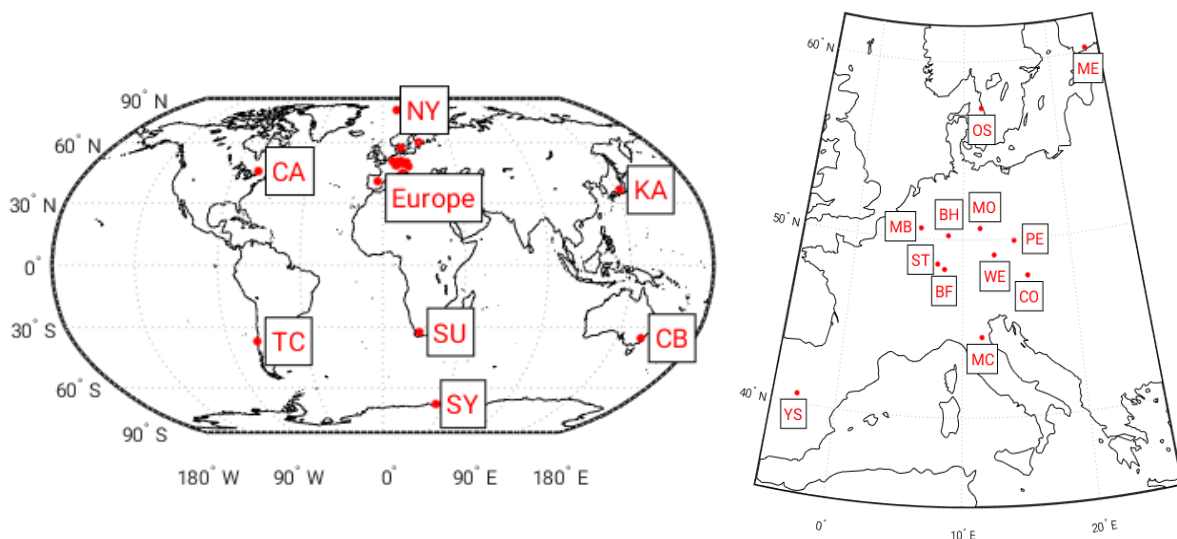 90° N
60° N
30° N
0°
30° S
60° S
90° S
180° W
90° W
0°
90° E
180° E
NY
CA
Europe
KA
TC
SU
CB
SY
60° N
50° N
40° N
0°
10° E
20° E
ME
OS
MO
BH
MB
PE
ST
WE
BF
CO
MC
YS